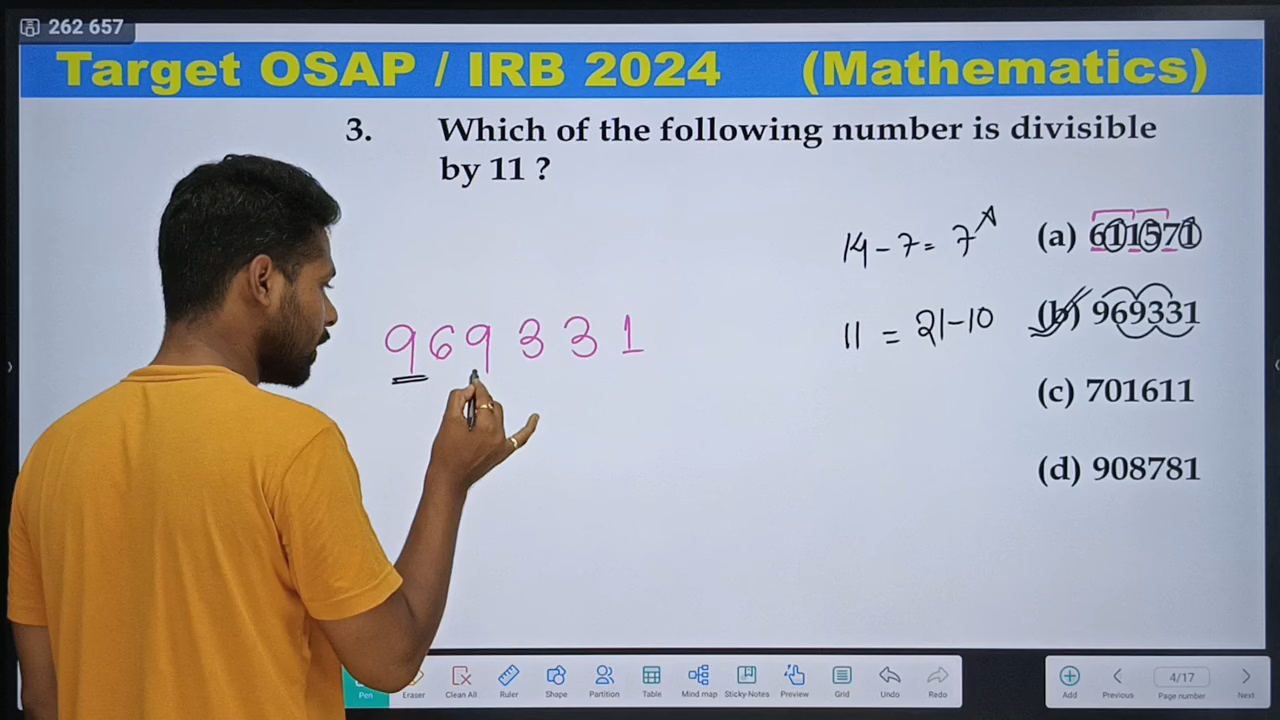 262 657
Target OSAP / IRB 2024 (Mathematics)
3. Which of the following number is divisible
by 11 ?
14 - 7 = 7
(a) 611571
11 = 21-10
(b) 969331
969331
(c) 701611
(d) 908781
Pen Eraser Clean All Ruler Shape Partition Table Mind map Sticky Notes Preview Grid Undo Redo
Add Previous 4/17 Page number Next